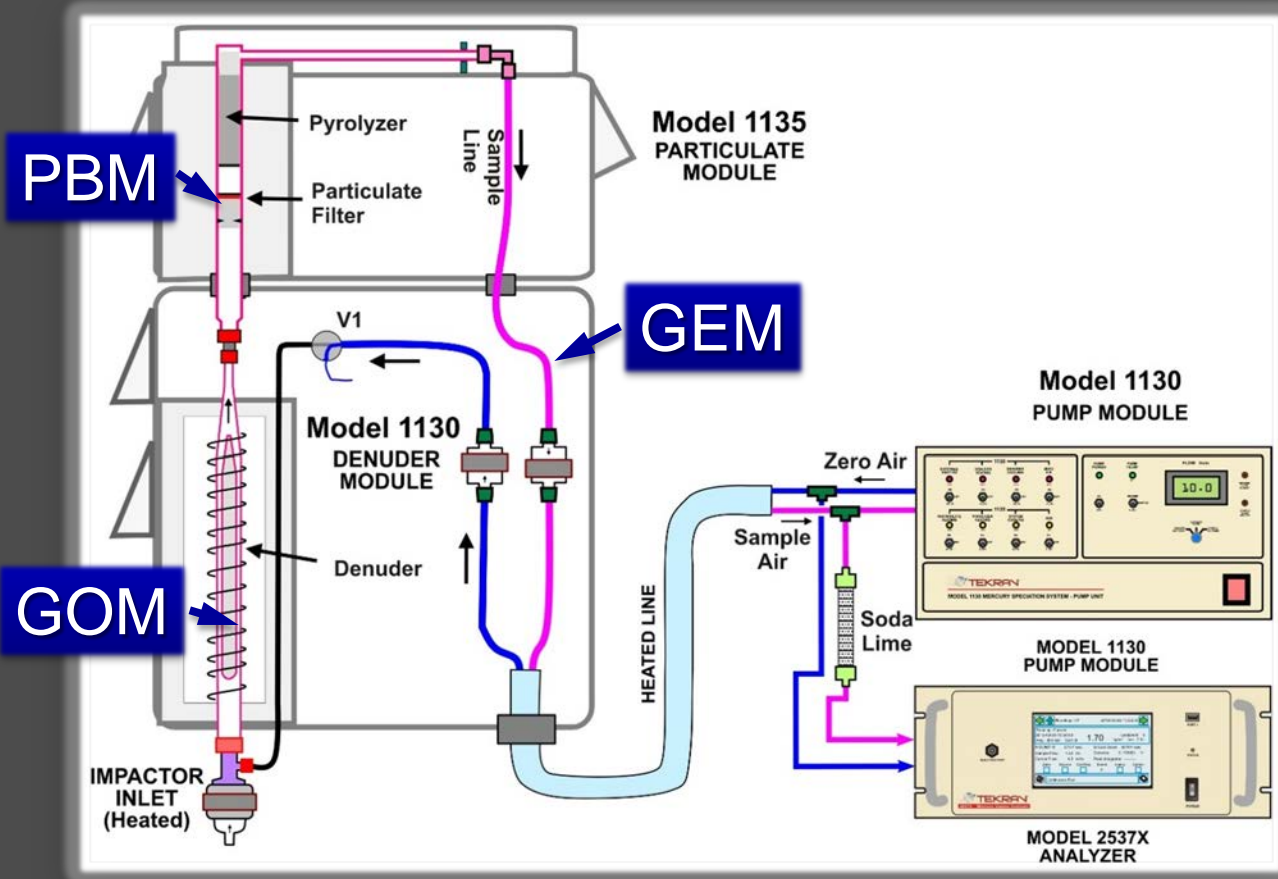 Pyrolyzer
Sample
Line
Model 1135
PARTICULATE
MODULE
PBM
Particulate
Filter
V1
GEM
Model 1130
PUMP MODULE
Model 1130
DENUDER
MODULE
Zero Air
10.0
Sample
Air
Denuder
GOM
HEATED LINE
Soda
Lime
TEKRAN
MODEL 1130 MERCURY SPECIATION SYSTEM - PUMP UNIT
MODEL 1130
PUMP MODULE
1.70
IMPACTOR
INLET
(Heated)
TEKRAN
MODEL 2537X
ANALYZER